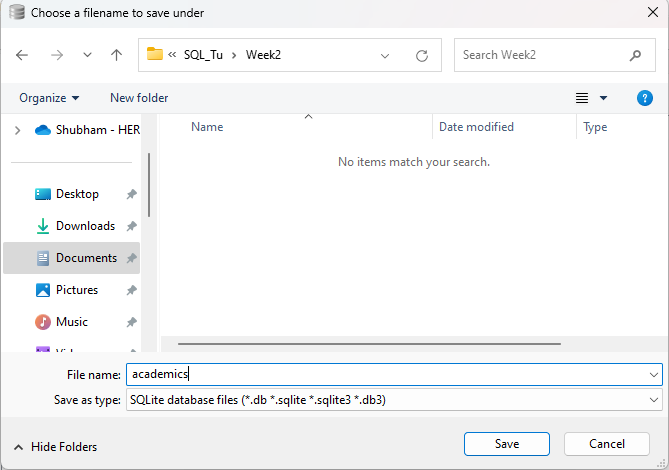 Choose a filename to save under
« SQL_Tu > Week2
Search Week2
Organize
New folder
?
Shubham - HER
Desktop
Downloads
Documents
Pictures
Music
Name
Date modified
Type
No items match your search.
File name: academics
Save as type: SQLite database files (*.db *.sqlite *.sqlite3 *.db3)
Hide Folders
Save
Cancel